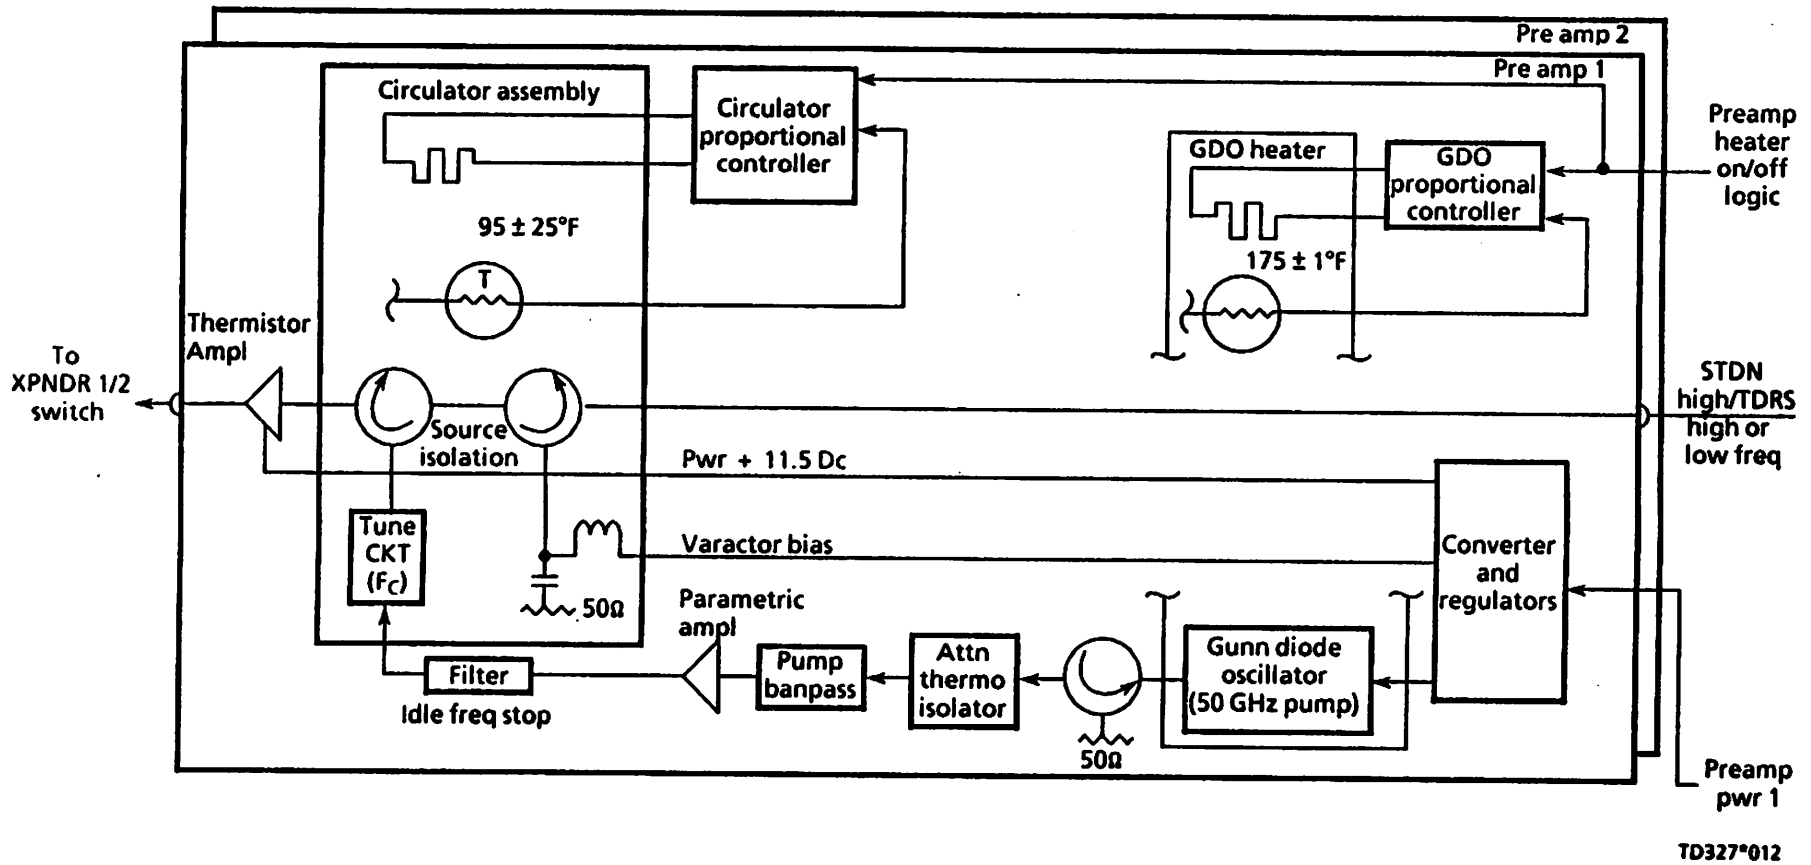 Pre amp 2
Pre amp 1
Circulator assembly
Circulator
proportional
controller
Preamp
heater
on/off
logic
GDO heater
GDO
proportional
controller
95 ± 25°F
175 ± 1°F
T
Thermistor
Ampl
To
XPNDR 1/2
switch
STDN
high/TDRS
high or
low freq
Source
isolation
Pwr + 11.5 Dc
Tune
CKT
(FC)
Varactor bias
Converter
and
regulators
50Ω
Parametric
ampl
Filter
Idle freq stop
Pump
banpass
Attn
thermo
isolator
50Ω
Gunn diode
oscillator
(50 GHz pump)
Preamp
pwr 1
TD327*012